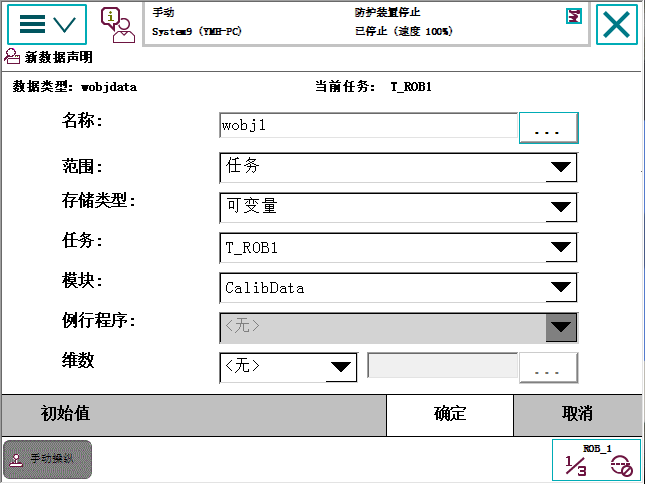 手动
防护装置停止
System9 (YMH-PC)
已停止 (速度 100%)
新数据声明
数据类型: wobjdata
当前任务: T_ROB1
名称:
wobj1
...
范围:
任务
存储类型:
可变量
任务:
T_ROB1
模块:
CalibData
例行程序:
<无>
维数
<无>
...
初始值
确定
取消
手动操纵
ROB_1
1/3